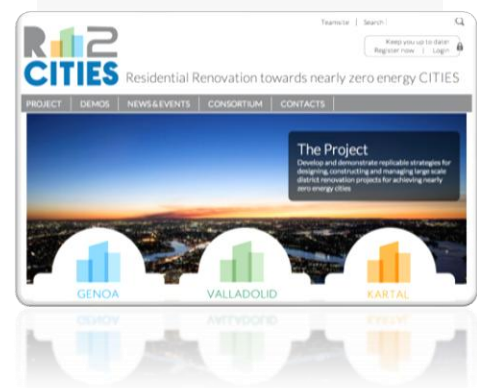 Teamsite | Search:
Keep you up to date!
Register now | Login
R2
CITIES Residential Renovation towards nearly zero energy CITIES
PROJECT DEMOS NEWS & EVENTS CONSORTIUM CONTACTS
The Project
Develop and demonstrate replicable strategies for
designing, constructing and managing large scale
district renovation projects for achieving nearly
zero energy cities
GENOA VALLADOLID KARTAL